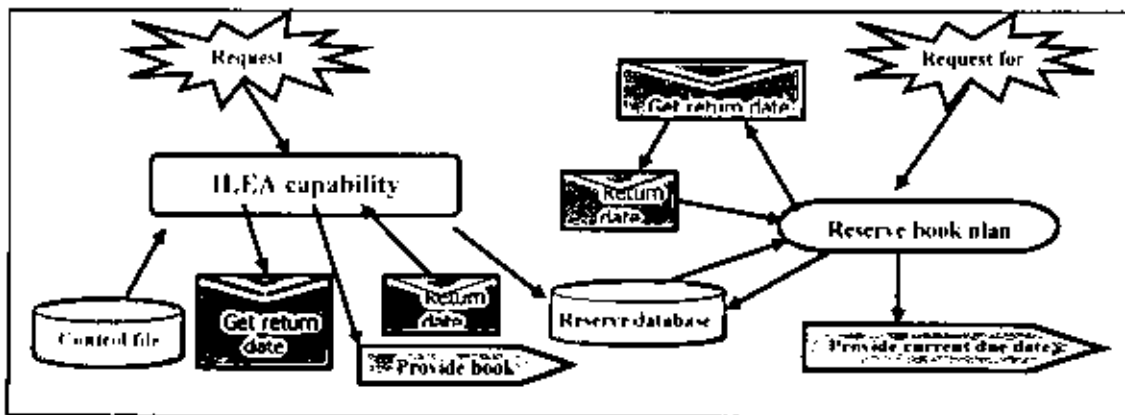 Request
Request for
Get return date
ILEA capability
Return
date
Reserve book plan
Control file
Get return
date
Return
date
Reserve database
Provide book
Provide current due date